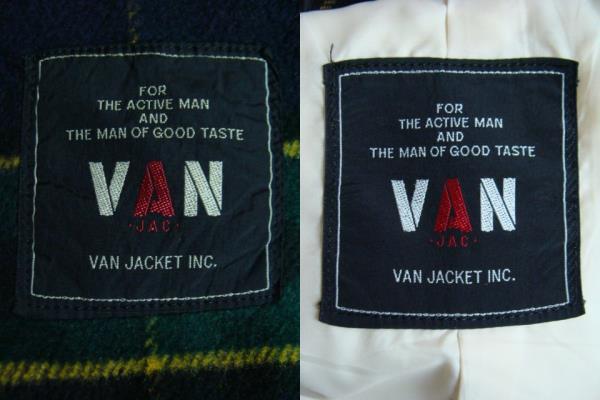 FOR
THE ACTIVE MAN
AND
THE MAN OF GOOD TASTE
VAN
·JAC·
VAN JACKET INC.
FOR
THE ACTIVE MAN
AND
THE MAN OF GOOD TASTE
VAN
·JAC·
VAN JACKET INC.